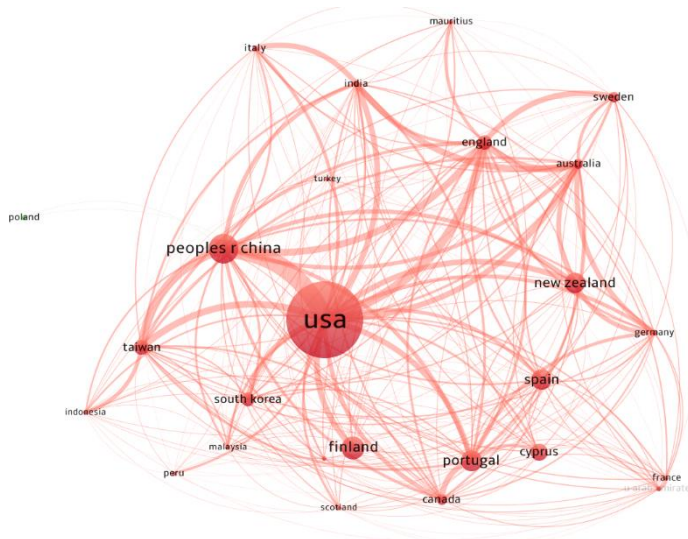 mauritius
italy
india
sweden
england
australia
turkey
poland
peoples r china
new zealand
usa
germany
taiwan
spain
south korea
indonesia
malaysia
finland
cyprus
portugal
peru
france
canada
scotland